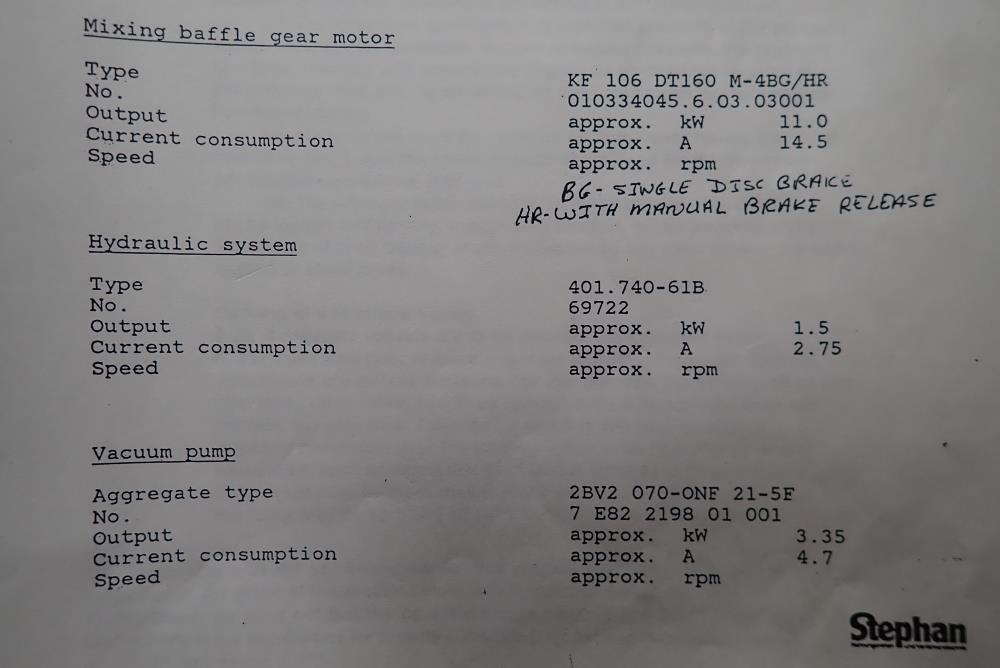 Mixing baffle gear motor
Type KF 106 DT160 M-4BG/HR
No. 010334045.6.03.03001
Output approx. kW 11.0
Current consumption approx. A 14.5
Speed approx. rpm
BG- SINGLE DISC BRAKE
HR-WITH MANUAL BRAKE RELEASE
Hydraulic system
Type 401.740-61B
No. 69722
Output approx. kW 1.5
Current consumption approx. A 2.75
Speed approx. rpm
Vacuum pump
Aggregate type 2BV2 070-ONF 21-5F
No. 7 E82 2198 01 001
Output approx. kW 3.35
Current consumption approx. A 4.7
Speed approx. rpm
Stephan